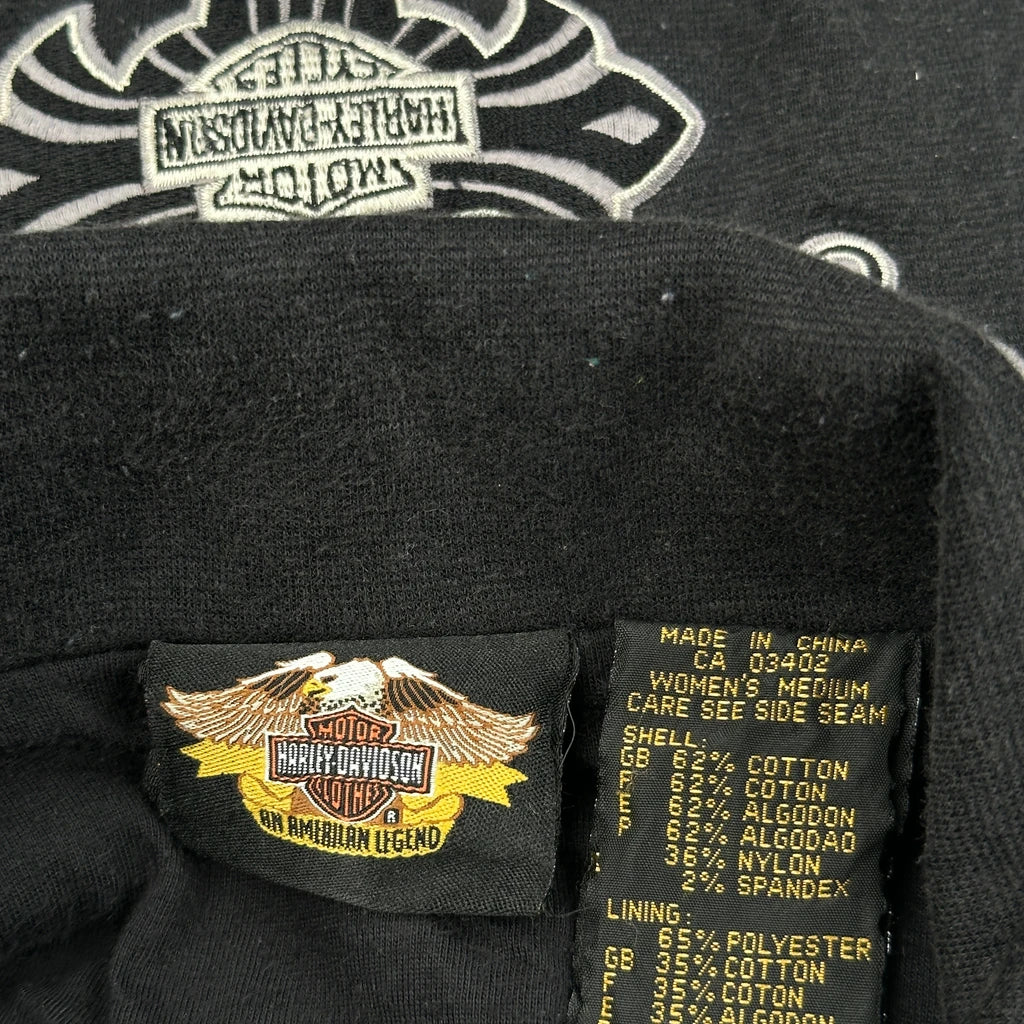 CYCLES
HARLEY-DAVIDSON
MOTOR
MOTOR
HARLEY-DAVIDSON
CLOTHES
®
AN AMERICAN LEGEND
MADE IN CHINA
CA 03402
WOMEN'S MEDIUM
CARE SEE SIDE SEAM
SHELL:
GB 62% COTTON
F 62% COTON
E 62% ALGODON
P 62% ALGODAO
36% NYLON
2% SPANDEX
LINING:
65% POLYESTER
GB 35% COTTON
F 35% COTON
E 35% ALGODON